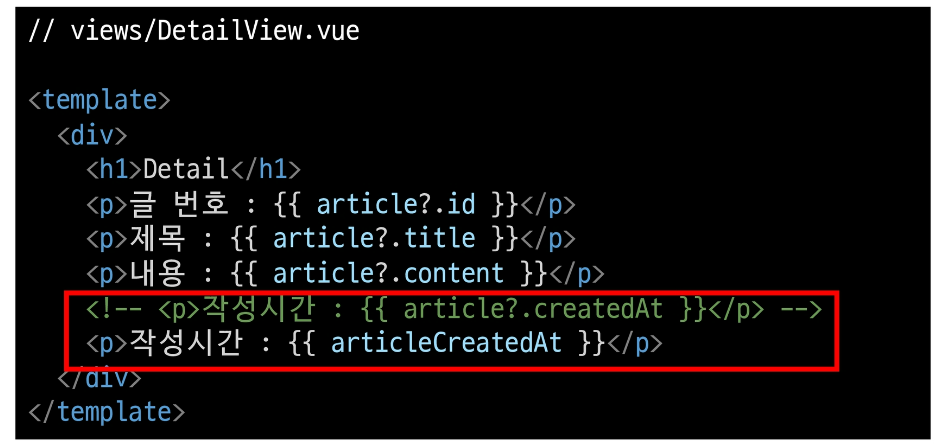 // views/DetailView.vue
<template>
<div>
<h1>Detail</h1>
<p>글 번호 : {{ article?.id }}</p>
<p>제목 : {{ article?.title }}</p>
<p>내용 : {{ article?.content }}</p>
<!-- <p>작성시간 : {{ article?.createdAt }}</p> -->
<p>작성시간 : {{ articleCreatedAt }}</p>
</div>
</template>